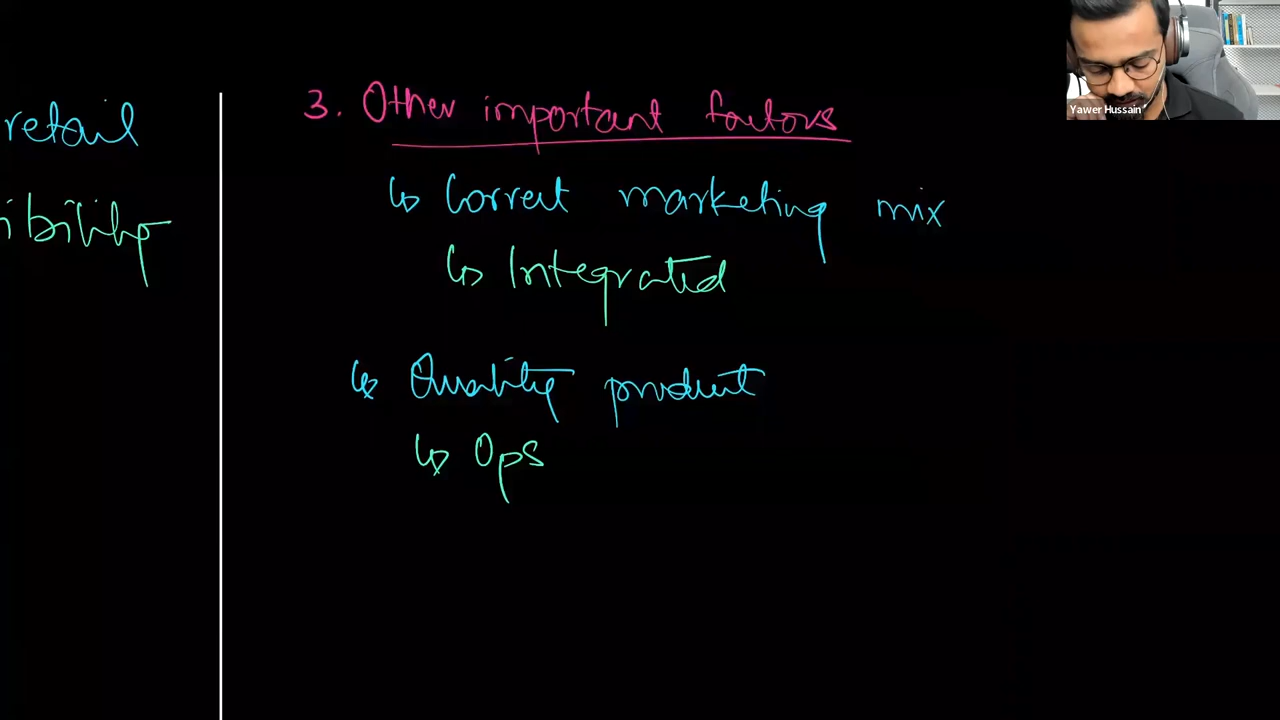 retail
ibility
3. Other important factors
↳ Correct marketing mix
↳ Integrated
↳ Quality product
↳ Ops
Yawer Hussain